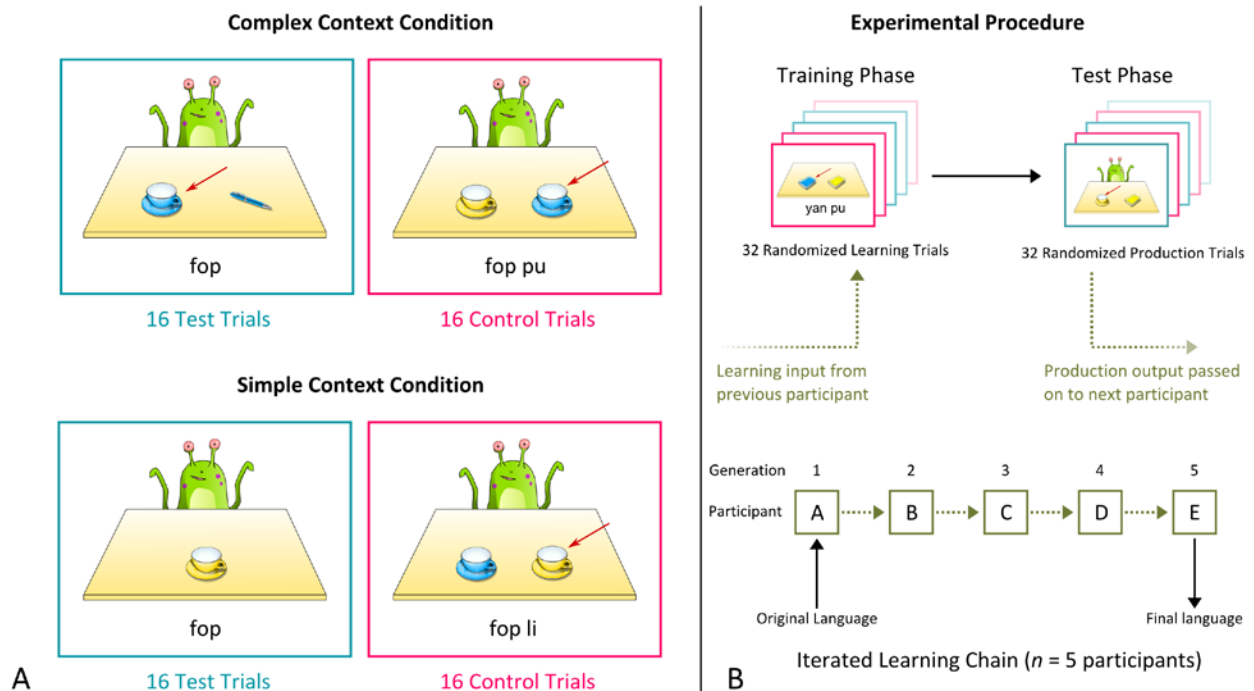 Complex Context Condition
fop
fop pu
16 Test Trials
16 Control Trials
Simple Context Condition
fop
fop li
16 Test Trials
16 Control Trials
A
Experimental Procedure
Training Phase
Test Phase
yan pu
32 Randomized Learning Trials
32 Randomized Production Trials
Learning input from
previous participant
Production output passed
on to next participant
Generation 1 2 3 4 5
Participant A B C D E
Original Language
Final language
Iterated Learning Chain (n = 5 participants)
B